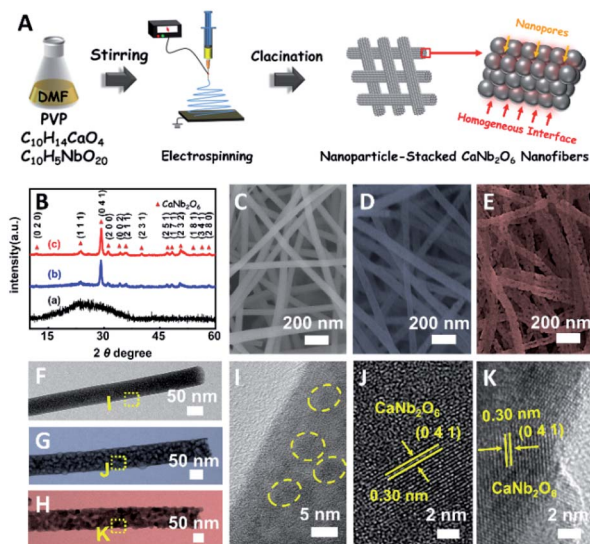 A
Stirring
Clacination
Nanopores
DMF
PVP
C₁₀H₁₄CaO₄
C₁₀H₅NbO₂₀
Electrospinning
Homogeneous Interface
Nanoparticle-Stacked CaNb₂O₆ Nanofibers
B
intensity(a.u.)
CaNb₂O₆
(0 2 0)
(1 1 1)
(0 4 1)
(2 0 0)
(0 0 2)
(2 1 1)
(2 3 1)
(2 5 1)
(1 7 1)
(2 3 2)
(1 8 1)
(3 4 1)
(2 8 0)
(c)
(b)
(a)
15 30 45 60
2 θ degree
C
200 nm
D
200 nm
E
200 nm
F
I
50 nm
G
J
50 nm
H
K
50 nm
I
5 nm
J
CaNb₂O₆
(0 4 1)
0.30 nm
2 nm
K
0.30 nm
(0 4 1)
CaNb₂O₆
2 nm